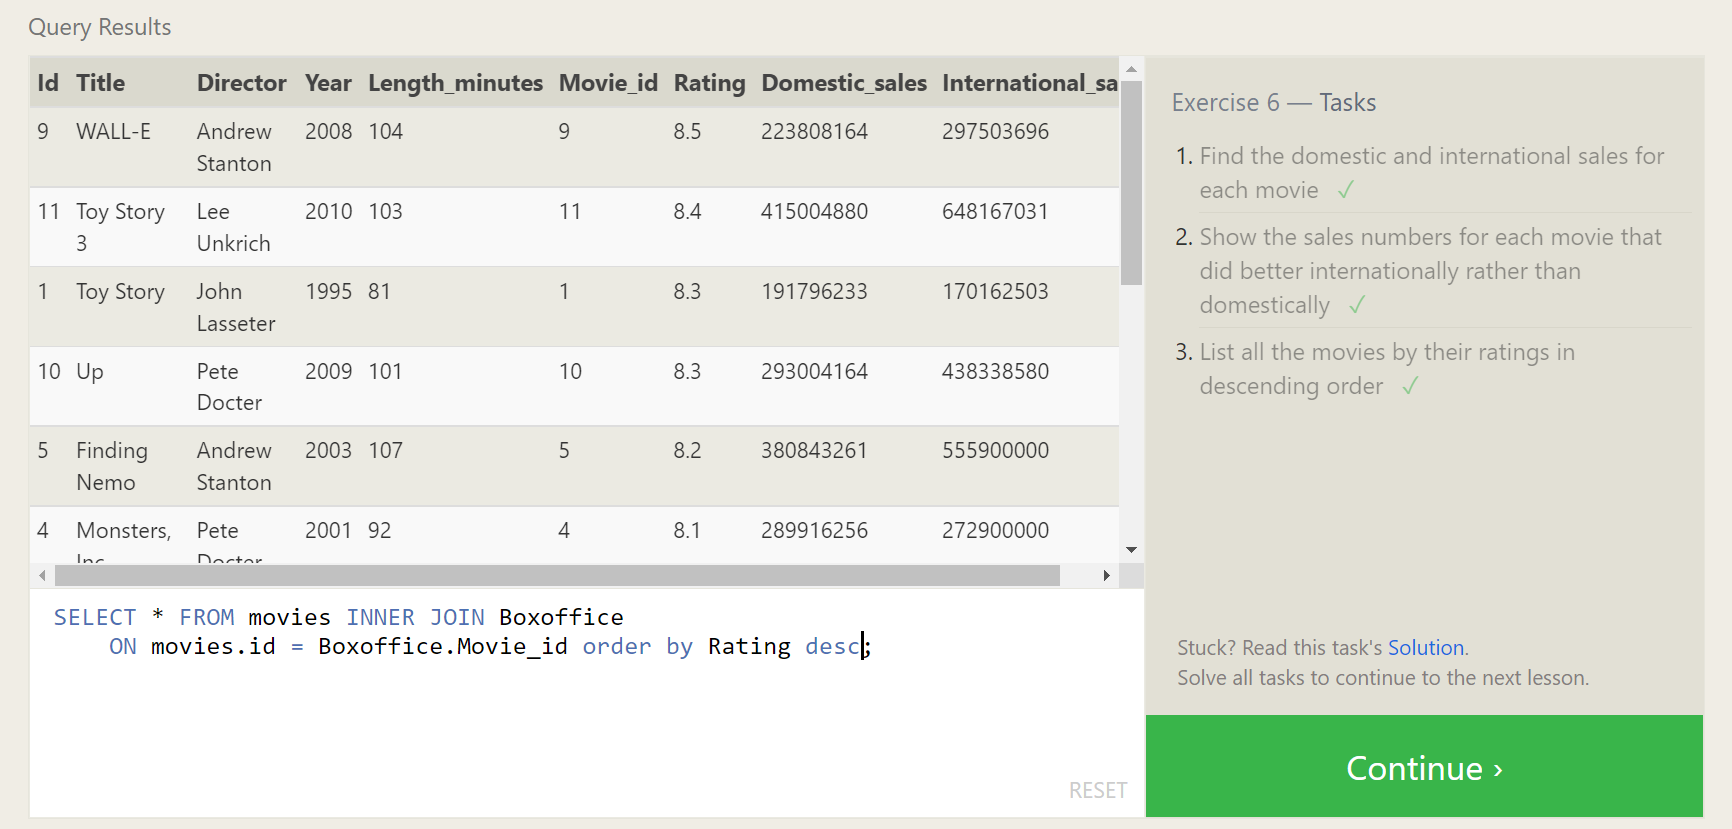 Query Results
Id Title Director Year Length_minutes Movie_id Rating Domestic_sales International_sa
9 WALL-E Andrew Stanton 2008 104 9 8.5 223808164 297503696
11 Toy Story 3 Lee Unkrich 2010 103 11 8.4 415004880 648167031
1 Toy Story John Lasseter 1995 81 1 8.3 191796233 170162503
10 Up Pete Docter 2009 101 10 8.3 293004164 438338580
5 Finding Nemo Andrew Stanton 2003 107 5 8.2 380843261 555900000
4 Monsters, Inc Pete Docter 2001 92 4 8.1 289916256 272900000
SELECT * FROM movies INNER JOIN Boxoffice
ON movies.id = Boxoffice.Movie_id order by Rating desc;
RESET
Exercise 6 — Tasks
1. Find the domestic and international sales for
each movie ✓
2. Show the sales numbers for each movie that
did better internationally rather than
domestically ✓
3. List all the movies by their ratings in
descending order ✓
Stuck? Read this task's Solution.
Solve all tasks to continue to the next lesson.
Continue ›